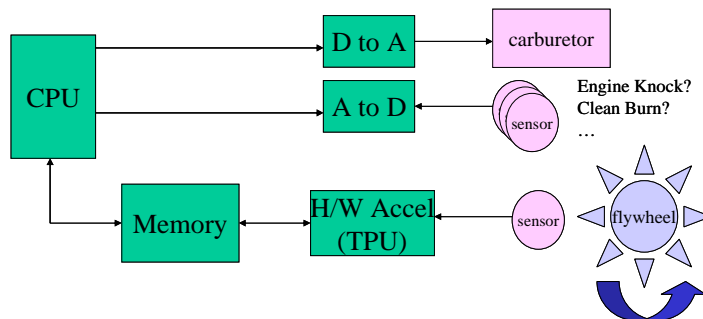 D to A
carburetor
CPU
A to D
sensor
Engine Knock?
Clean Burn?
…
Memory
H/W Accel
(TPU)
sensor
flywheel